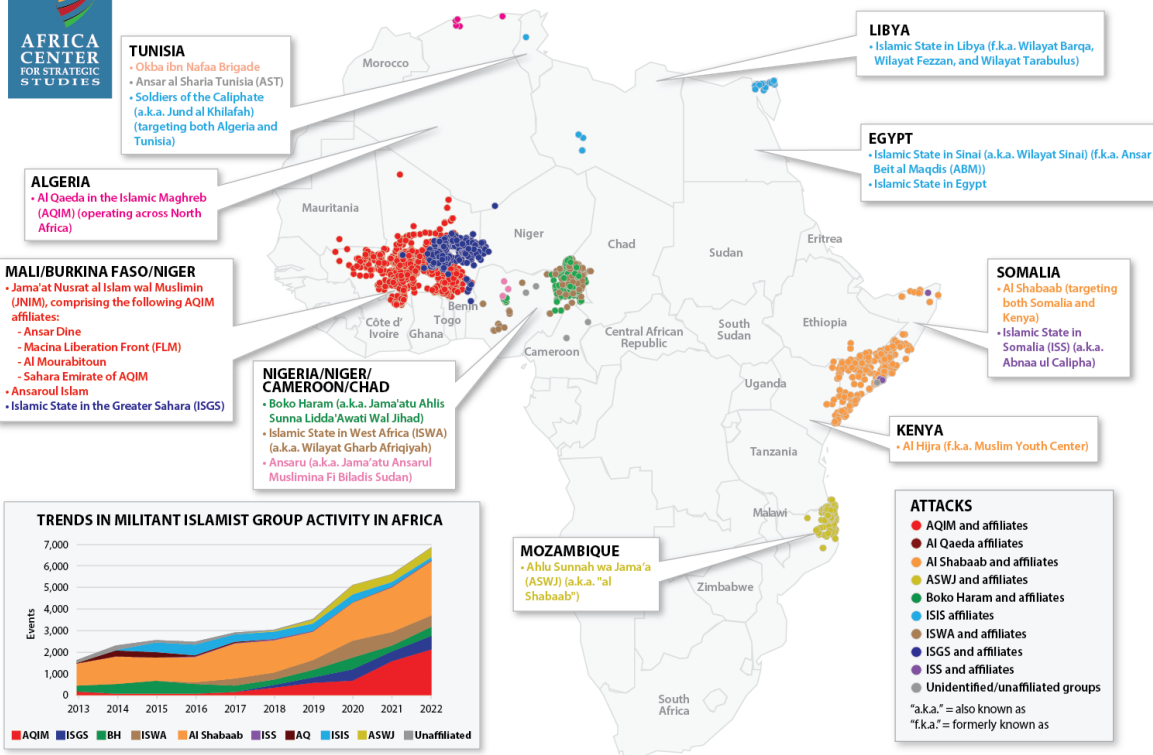 AFRICA
CENTER
FOR STRATEGIC
STUDIES
TUNISIA
• Okba ibn Nafaa Brigade
• Ansar al Sharia Tunisia (AST)
• Soldiers of the Caliphate
(a.k.a. Jund al Khilafah)
(targeting both Algeria and
Tunisia)
LIBYA
• Islamic State in Libya (f.k.a. Wilayat Barqa,
Wilayat Fezzan, and Wilayat Tarabulus)
EGYPT
• Islamic State in Sinai (a.k.a. Wilayat Sinai) (f.k.a. Ansar
Beit al Maqdis (ABM))
• Islamic State in Egypt
ALGERIA
• Al Qaeda in the Islamic Maghreb
(AQIM) (operating across North
Africa)
MALI/BURKINA FASO/NIGER
• Jama'at Nusrat al Islam wal Muslimin
(JNIM), comprising the following AQIM
affiliates:
- Ansar Dine
- Macina Liberation Front (FLM)
- Al Mourabitoun
- Sahara Emirate of AQIM
• Ansaroul Islam
• Islamic State in the Greater Sahara (ISGS)
SOMALIA
• Al Shabaab (targeting
both Somalia and
Kenya)
• Islamic State in
Somalia (ISS) (a.k.a.
Abnaa ul Calipha)
NIGERIA/NIGER/
CAMEROON/CHAD
• Boko Haram (a.k.a. Jama'atu Ahlis
Sunna Lidda'Awati Wal Jihad)
• Islamic State in West Africa (ISWA)
(a.k.a. Wilayat Gharb Afriqiyah)
• Ansaru (a.k.a. Jama'atu Ansarul
Muslimina Fi Biladis Sudan)
KENYA
• Al Hijra (f.k.a. Muslim Youth Center)
MOZAMBIQUE
• Ahlu Sunnah wa Jama'a
(ASWJ) (a.k.a. "al
Shabaab")
Morocco
Mauritania
Niger
Chad
Sudan
Eritrea
Benin
Togo
Côte d'
Ivoire
Ghana
Cameroon
Central African
Republic
South
Sudan
Ethiopia
Uganda
Tanzania
Malawi
Zimbabwe
South
Africa
ATTACKS
AQIM and affiliates
Al Qaeda affiliates
Al Shabaab and affiliates
ASWJ and affiliates
Boko Haram and affiliates
ISIS affiliates
ISWA and affiliates
ISGS and affiliates
ISS and affiliates
Unidentified/unaffiliated groups
"a.k.a." = also known as
"f.k.a." = formerly known as
TRENDS IN MILITANT ISLAMIST GROUP ACTIVITY IN AFRICA
Events
7,000
6,000
5,000
4,000
3,000
2,000
1,000
0
2013 2014 2015 2016 2017 2018 2019 2020 2021 2022
AQIM ISGS BH ISWA Al Shabaab ISS AQ ISIS ASWJ Unaffiliated